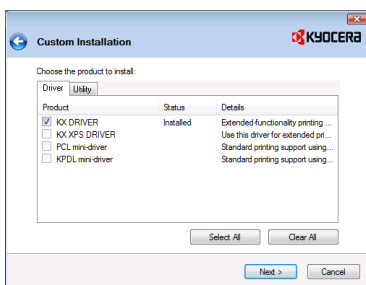 Custom Installation
KYOCERA
Choose the product to install:
Driver Utility
Product Status Details
KX DRIVER Installed Extended-functionality printing ...
KX XPS DRIVER Use this driver for extended pri...
PCL mini-driver Standard printing support using...
KPDL mini-driver Standard printing support using...
Select All Clear All
Next > Cancel